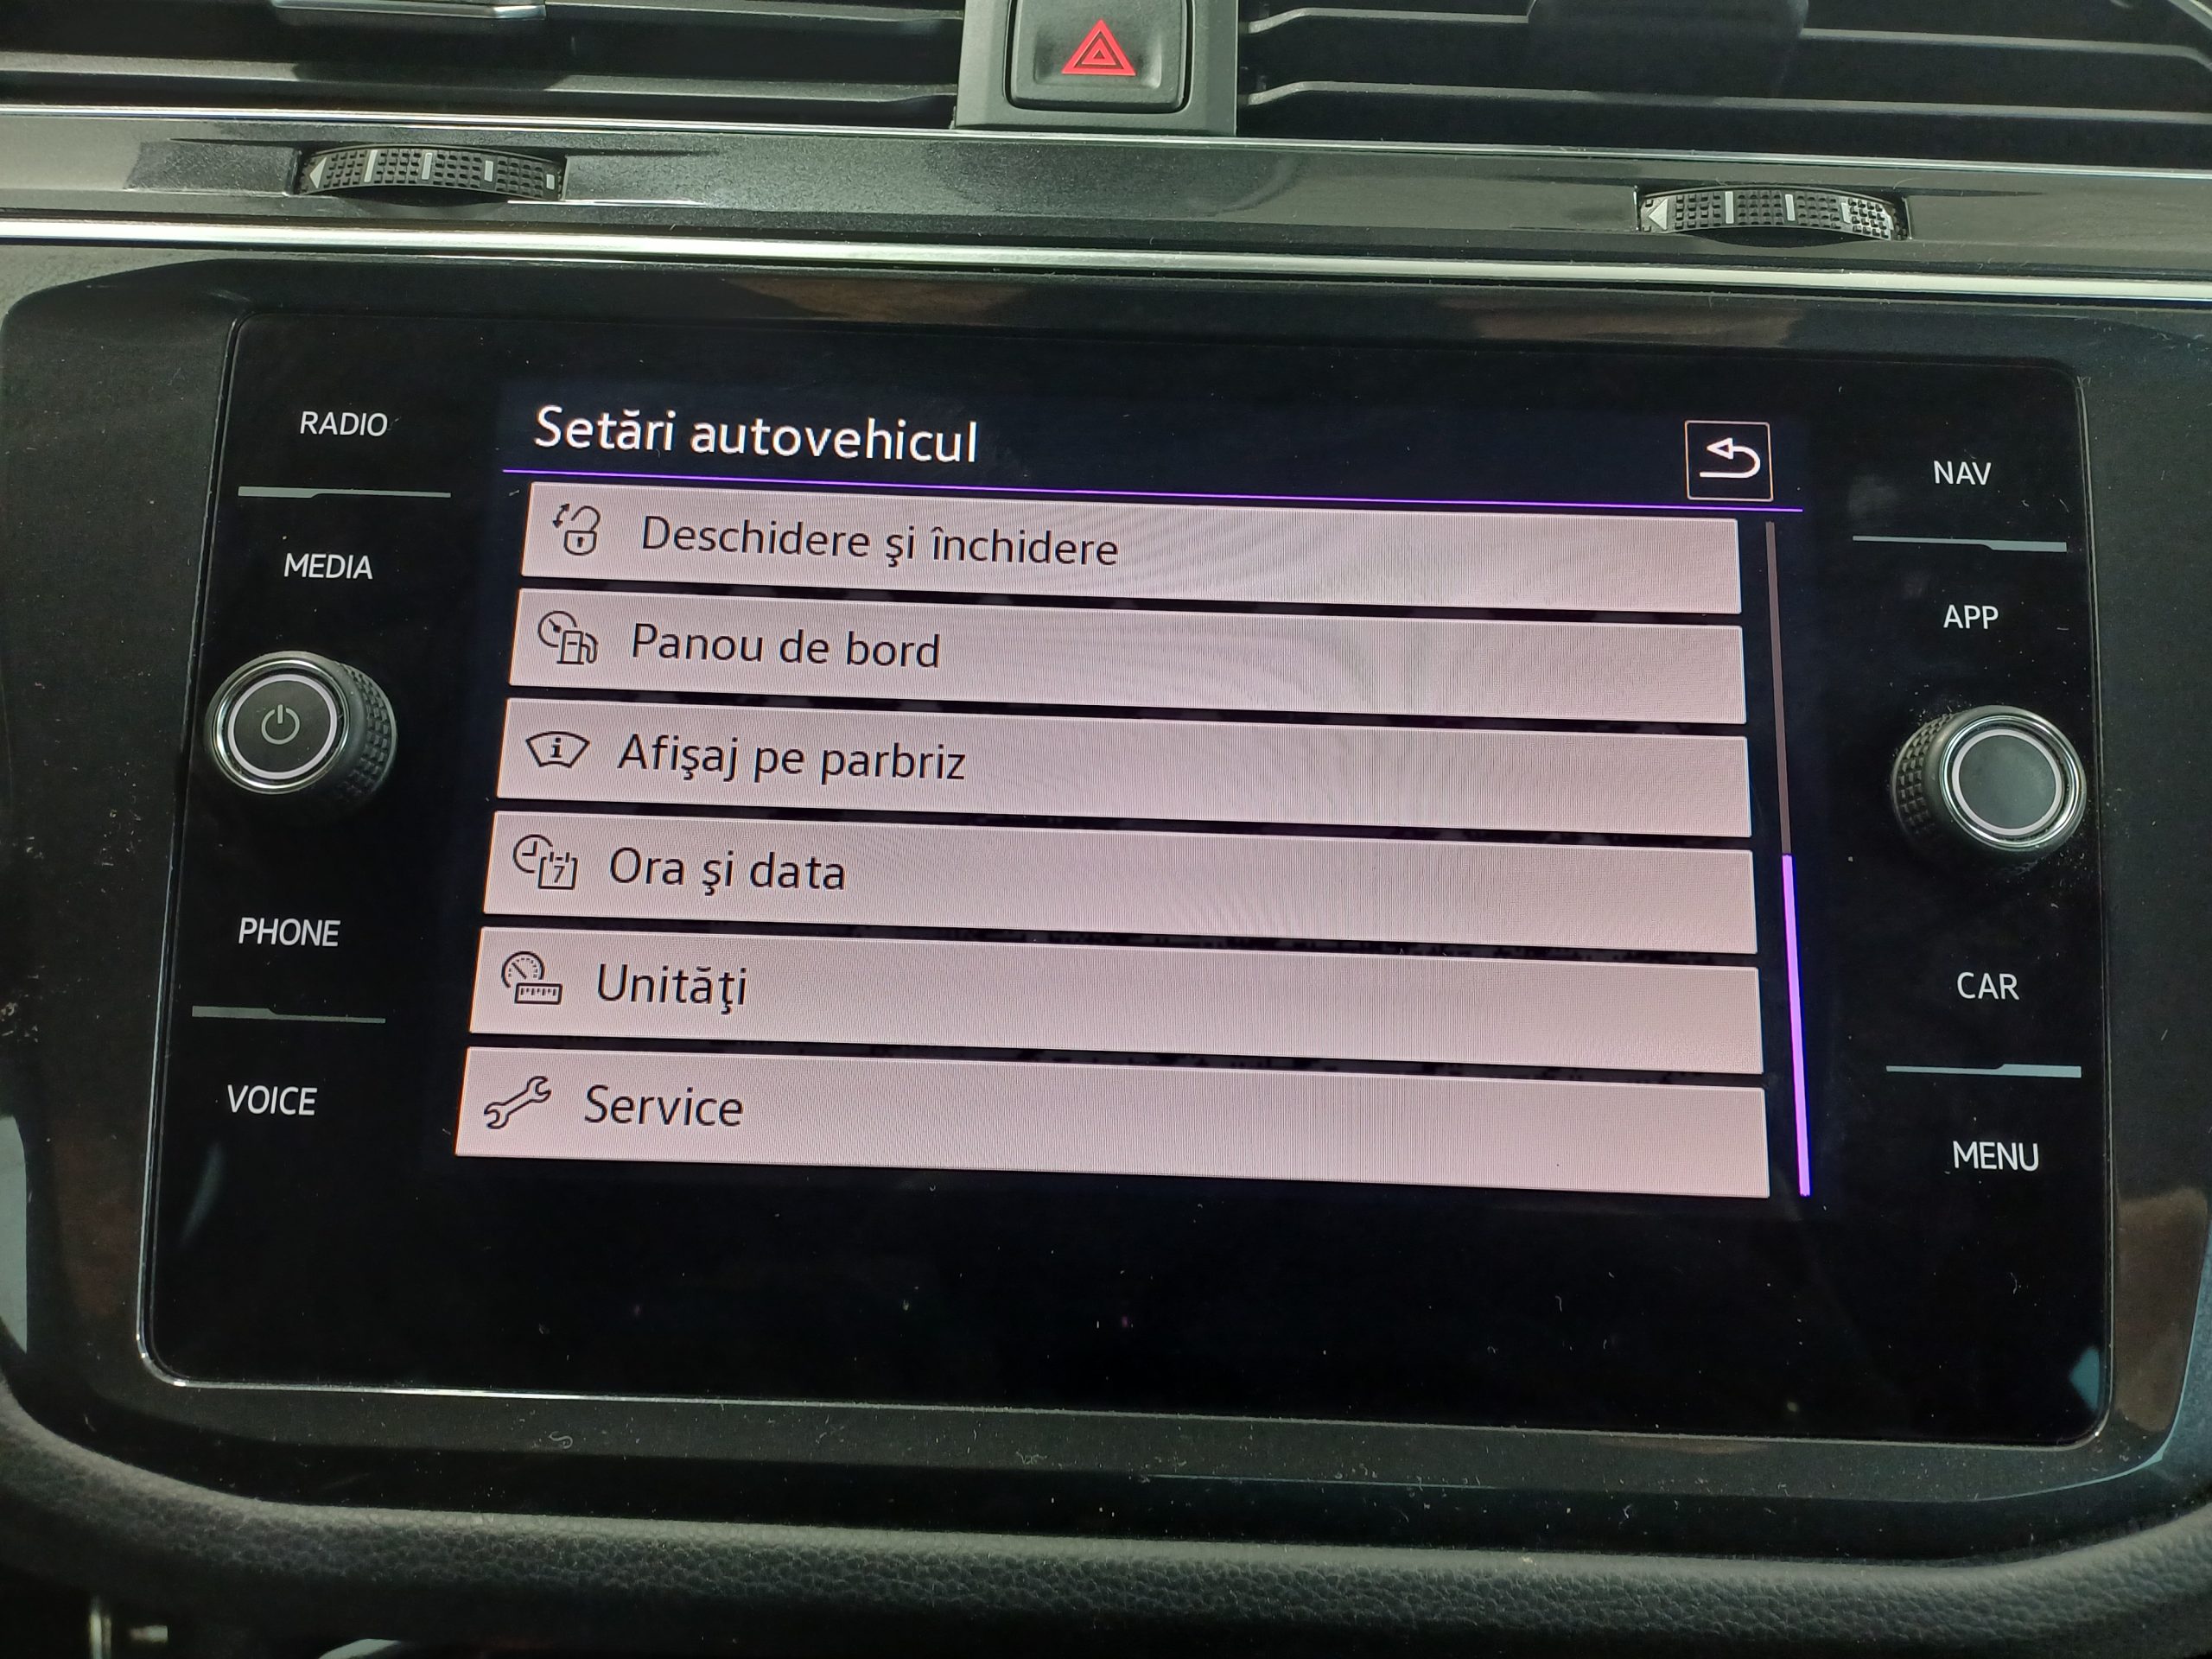 RADIO
MEDIA
PHONE
VOICE
Setări autovehicul
Deschidere şi închidere
Panou de bord
i
Afişaj pe parbriz
7
Ora şi data
Unităţi
Service
NAV
APP
CAR
MENU